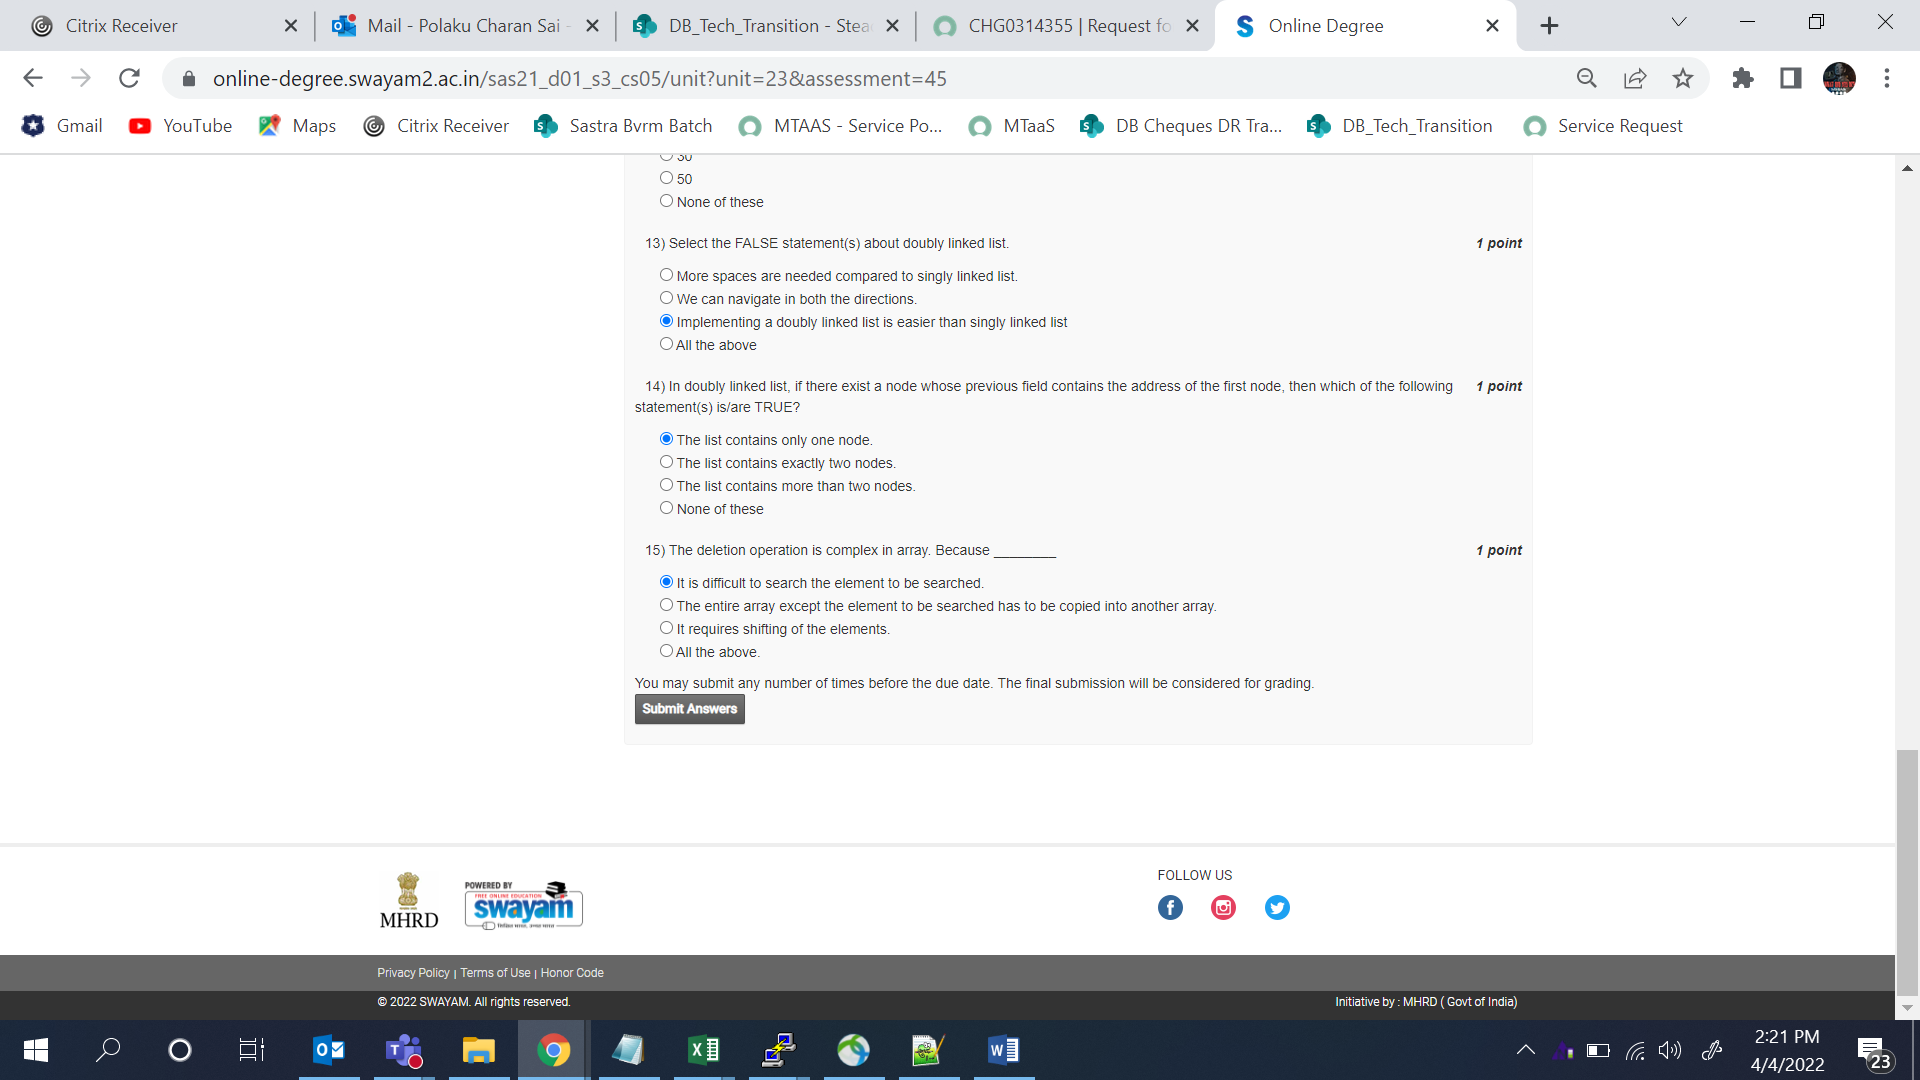 Citrix Receiver
Mail - Polaku Charan Sai -
DB_Tech_Transition - Stea
CHG0314355 | Request fo
Online Degree
online-degree.swayam2.ac.in/sas21_d01_s3_cs05/unit?unit=23&assessment=45
Gmail
YouTube
Maps
Citrix Receiver
Sastra Bvrm Batch
MTAAS - Service Po...
MTaaS
DB Cheques DR Tra...
DB_Tech_Transition
Service Request
30
50
None of these
13) Select the FALSE statement(s) about doubly linked list. 1 point
More spaces are needed compared to singly linked list.
We can navigate in both the directions.
Implementing a doubly linked list is easier than singly linked list
All the above
14) In doubly linked list, if there exist a node whose previous field contains the address of the first node, then which of the following 1 point
statement(s) is/are TRUE?
The list contains only one node.
The list contains exactly two nodes.
The list contains more than two nodes.
None of these
15) The deletion operation is complex in array. Because ________ 1 point
It is difficult to search the element to be searched.
The entire array except the element to be searched has to be copied into another array.
It requires shifting of the elements.
All the above.
You may submit any number of times before the due date. The final submission will be considered for grading.
Submit Answers
MHRD
POWERED BY
FREE ONLINE EDUCATION
swayam
FOLLOW US
Privacy Policy | Terms of Use | Honor Code
© 2022 SWAYAM. All rights reserved.
Initiative by : MHRD ( Govt of India)
2:21 PM
4/4/2022
23